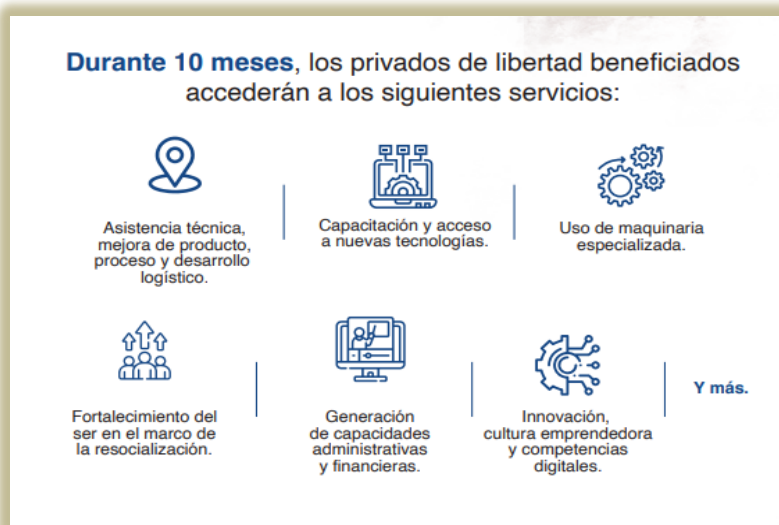 Durante 10 meses, los privados de libertad beneficiados
accederán a los siguientes servicios:
Asistencia técnica,
mejora de producto,
proceso y desarrollo
logístico.
Capacitación y acceso
a nuevas tecnologías.
Uso de maquinaria
especializada.
Fortalecimiento del
ser en el marco de
la resocialización.
Generación
de capacidades
administrativas
y financieras.
Innovación,
cultura emprendedora
y competencias
digitales.
Y más.